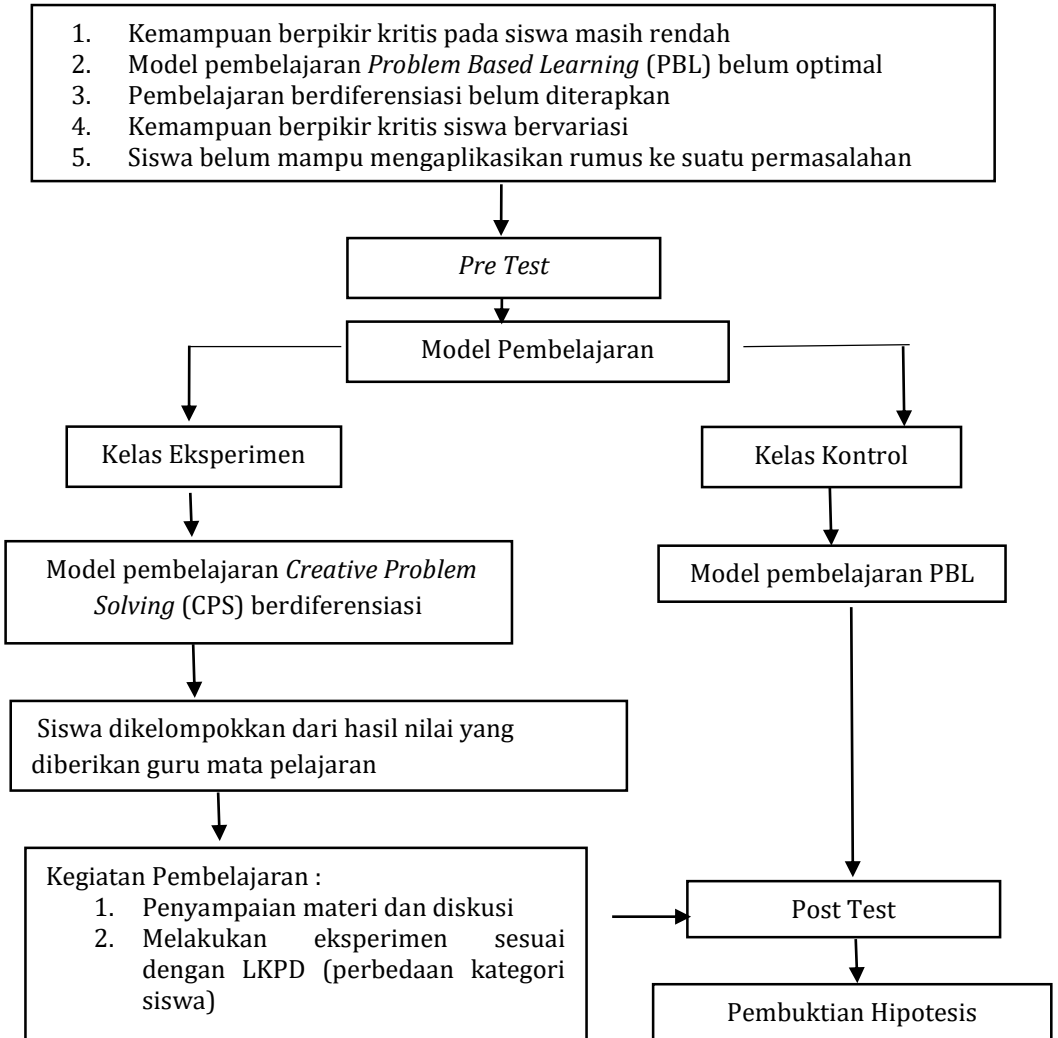 1. Kemampuan berpikir kritis pada siswa masih rendah
2. Model pembelajaran Problem Based Learning (PBL) belum optimal
3. Pembelajaran berdiferensiasi belum diterapkan
4. Kemampuan berpikir kritis siswa bervariasi
5. Siswa belum mampu mengaplikasikan rumus ke suatu permasalahan
Pre Test
Model Pembelajaran
Kelas Eksperimen
Kelas Kontrol
Model pembelajaran Creative Problem
Solving (CPS) berdiferensiasi
Model pembelajaran PBL
Siswa dikelompokkan dari hasil nilai yang
diberikan guru mata pelajaran
Kegiatan Pembelajaran :
1. Penyampaian materi dan diskusi
2. Melakukan eksperimen sesuai
dengan LKPD (perbedaan kategori
siswa)
Post Test
Pembuktian Hipotesis